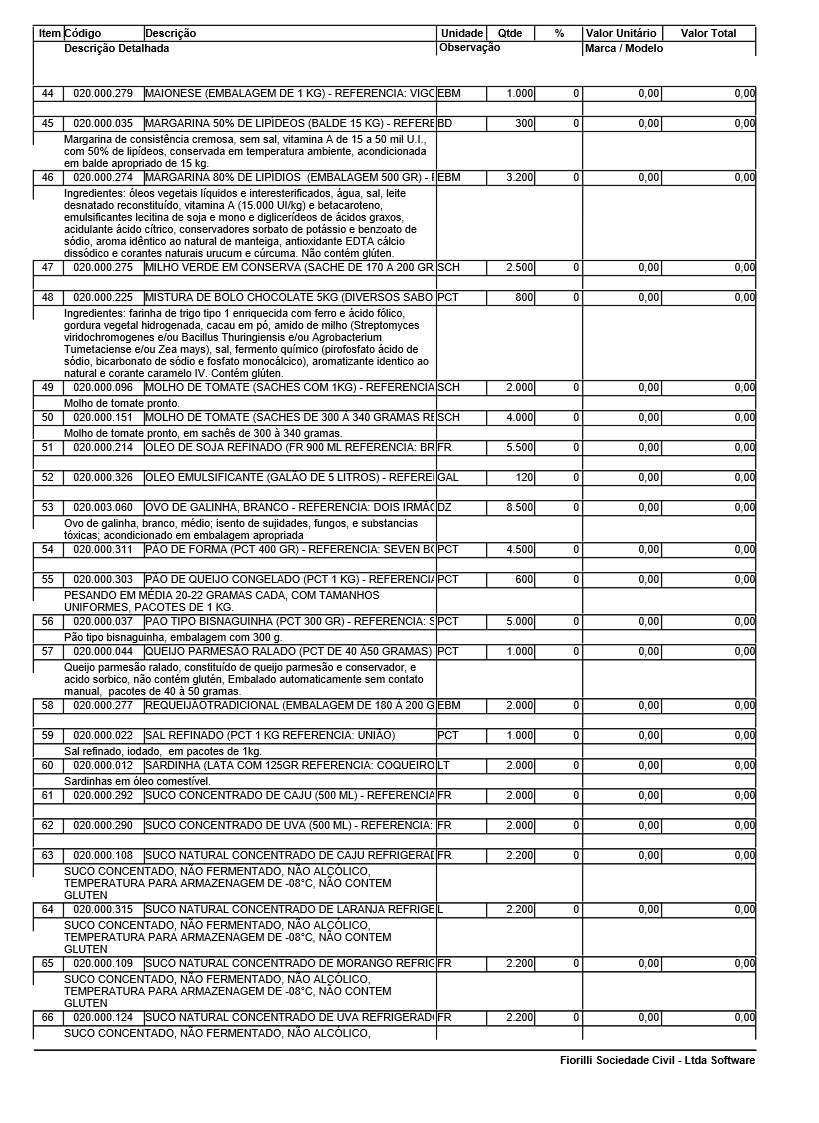 Item Código Descrição Unidade Qtde % Valor Unitário Valor Total
Descrição Detalhada Observação Marca / Modelo
44 020.000.279 MAIONESE (EMBALAGEM DE 1 KG) - REFERENCIA: VIGO EBM 1.000 0 0,00 0,00
45 020.000.035 MARGARINA 50% DE LIPÍDEOS (BALDE 15 KG) - REFERE BD 300 0 0,00 0,00
Margarina de consistência cremosa, sem sal, vitamina A de 15 a 50 mil U.I.,
com 50% de lipídeos, conservada em temperatura ambiente, acondicionada
em balde apropriado de 15 kg.
46 020.000.274 MARGARINA 80% DE LIPÍDIOS (EMBALAGEM 500 GR) - F EBM 3.200 0 0,00 0,00
Ingredientes: óleos vegetais líquidos e interesterificados, água, sal, leite
desnatado reconstituído, vitamina A (15.000 UI/kg) e betacaroteno,
emulsificantes lecitina de soja e mono e diglicerídeos de ácidos graxos,
acidulante ácido cítrico, conservadores sorbato de potássio e benzoato de
sódio, aroma idêntico ao natural de manteiga, antioxidante EDTA cálcio
dissódico e corantes naturais urucum e cúrcuma. Não contém glúten.
47 020.000.275 MILHO VERDE EM CONSERVA (SACHE DE 170 A 200 GR SCH 2.500 0 0,00 0,00
48 020.000.225 MISTURA DE BOLO CHOCOLATE 5KG (DIVERSOS SABO PCT 800 0 0,00 0,00
Ingredientes: farinha de trigo tipo 1 enriquecida com ferro e ácido fólico,
gordura vegetal hidrogenada, cacau em pó, amido de milho (Streptomyces
viridochromogenes e/ou Bacillus Thuringiensis e/ou Agrobacterium
Tumetaciense e/ou Zea mays), sal, fermento químico (pirofosfato ácido de
sódio, bicarbonato de sódio e fosfato monocálcico), aromatizante identico ao
natural e corante caramelo IV. Contém glúten.
49 020.000.096 MOLHO DE TOMATE (SACHES COM 1KG) - REFERENCIA SCH 2.000 0 0,00 0,00
Molho de tomate pronto.
50 020.000.151 MOLHO DE TOMATE (SACHES DE 300 À 340 GRAMAS RE SCH 4.000 0 0,00 0,00
Molho de tomate pronto, em sachês de 300 à 340 gramas.
51 020.000.214 OLEO DE SOJA REFINADO (FR 900 ML REFERENCIA: BR FR 5.500 0 0,00 0,00
52 020.000.326 OLEO EMULSIFICANTE (GALÃO DE 5 LITROS) - REFEREI GAL 120 0 0,00 0,00
53 020.003.060 OVO DE GALINHA, BRANCO - REFERENCIA: DOIS IRMÃC DZ 8.500 0 0,00 0,00
Ovo de galinha, branco, médio; isento de sujidades, fungos, e substancias
tóxicas; acondicionado em embalagem apropriada
54 020.000.311 PÃO DE FORMA (PCT 400 GR) - REFERENCIA: SEVEN BO PCT 4.500 0 0,00 0,00
55 020.000.303 PÃO DE QUEIJO CONGELADO (PCT 1 KG) - REFERENCIA PCT 600 0 0,00 0,00
PESANDO EM MÉDIA 20-22 GRAMAS CADA, COM TAMANHOS
UNIFORMES, PACOTES DE 1 KG.
56 020.000.037 PÃO TIPO BISNAGUINHA (PCT 300 GR) - REFERENCIA: S PCT 5.000 0 0,00 0,00
Pão tipo bisnaguinha, embalagem com 300 g.
57 020.000.044 QUEIJO PARMESÃO RALADO (PCT DE 40 Á50 GRAMAS) PCT 1.000 0 0,00 0,00
Queijo parmesão ralado, constituído de queijo parmesão e conservador, e
acido sorbico, não contém glutén, Embalado automaticamente sem contato
manual, pacotes de 40 à 50 gramas.
58 020.000.277 REQUEIJÃOTRADICIONAL (EMBALAGEM DE 180 À 200 G EBM 2.000 0 0,00 0,00
59 020.000.022 SAL REFINADO (PCT 1 KG REFERENCIA: UNIÃO) PCT 1.000 0 0,00 0,00
Sal refinado, iodado, em pacotes de 1kg.
60 020.000.012 SARDINHA (LATA COM 125GR REFERENCIA: COQUEIRO LT 2.000 0 0,00 0,00
Sardinhas em óleo comestível.
61 020.000.292 SUCO CONCENTRADO DE CAJU (500 ML) - REFERENCIA FR 2.000 0 0,00 0,00
62 020.000.290 SUCO CONCENTRADO DE UVA (500 ML) - REFERENCIA: FR 2.000 0 0,00 0,00
63 020.000.108 SUCO NATURAL CONCENTRADO DE CAJU REFRIGERAD FR 2.200 0 0,00 0,00
SUCO CONCENTADO, NÃO FERMENTADO, NÃO ALCÓLICO,
TEMPERATURA PARA ARMAZENAGEM DE -08°C, NÃO CONTEM
GLUTEN
64 020.000.315 SUCO NATURAL CONCENTRADO DE LARANJA REFRIGE L 2.200 0 0,00 0,00
SUCO CONCENTADO, NÃO FERMENTADO, NÃO ALCÓLICO,
TEMPERATURA PARA ARMAZENAGEM DE -08°C, NÃO CONTEM
GLUTEN
65 020.000.109 SUCO NATURAL CONCENTRADO DE MORANGO REFRIG FR 2.200 0 0,00 0,00
SUCO CONCENTADO, NÃO FERMENTADO, NÃO ALCÓLICO,
TEMPERATURA PARA ARMAZENAGEM DE -08°C, NÃO CONTEM
GLUTEN
66 020.000.124 SUCO NATURAL CONCENTRADO DE UVA REFRIGERADO FR 2.200 0 0,00 0,00
SUCO CONCENTADO, NÃO FERMENTADO, NÃO ALCÓLICO,
Fiorilli Sociedade Civil - Ltda Software